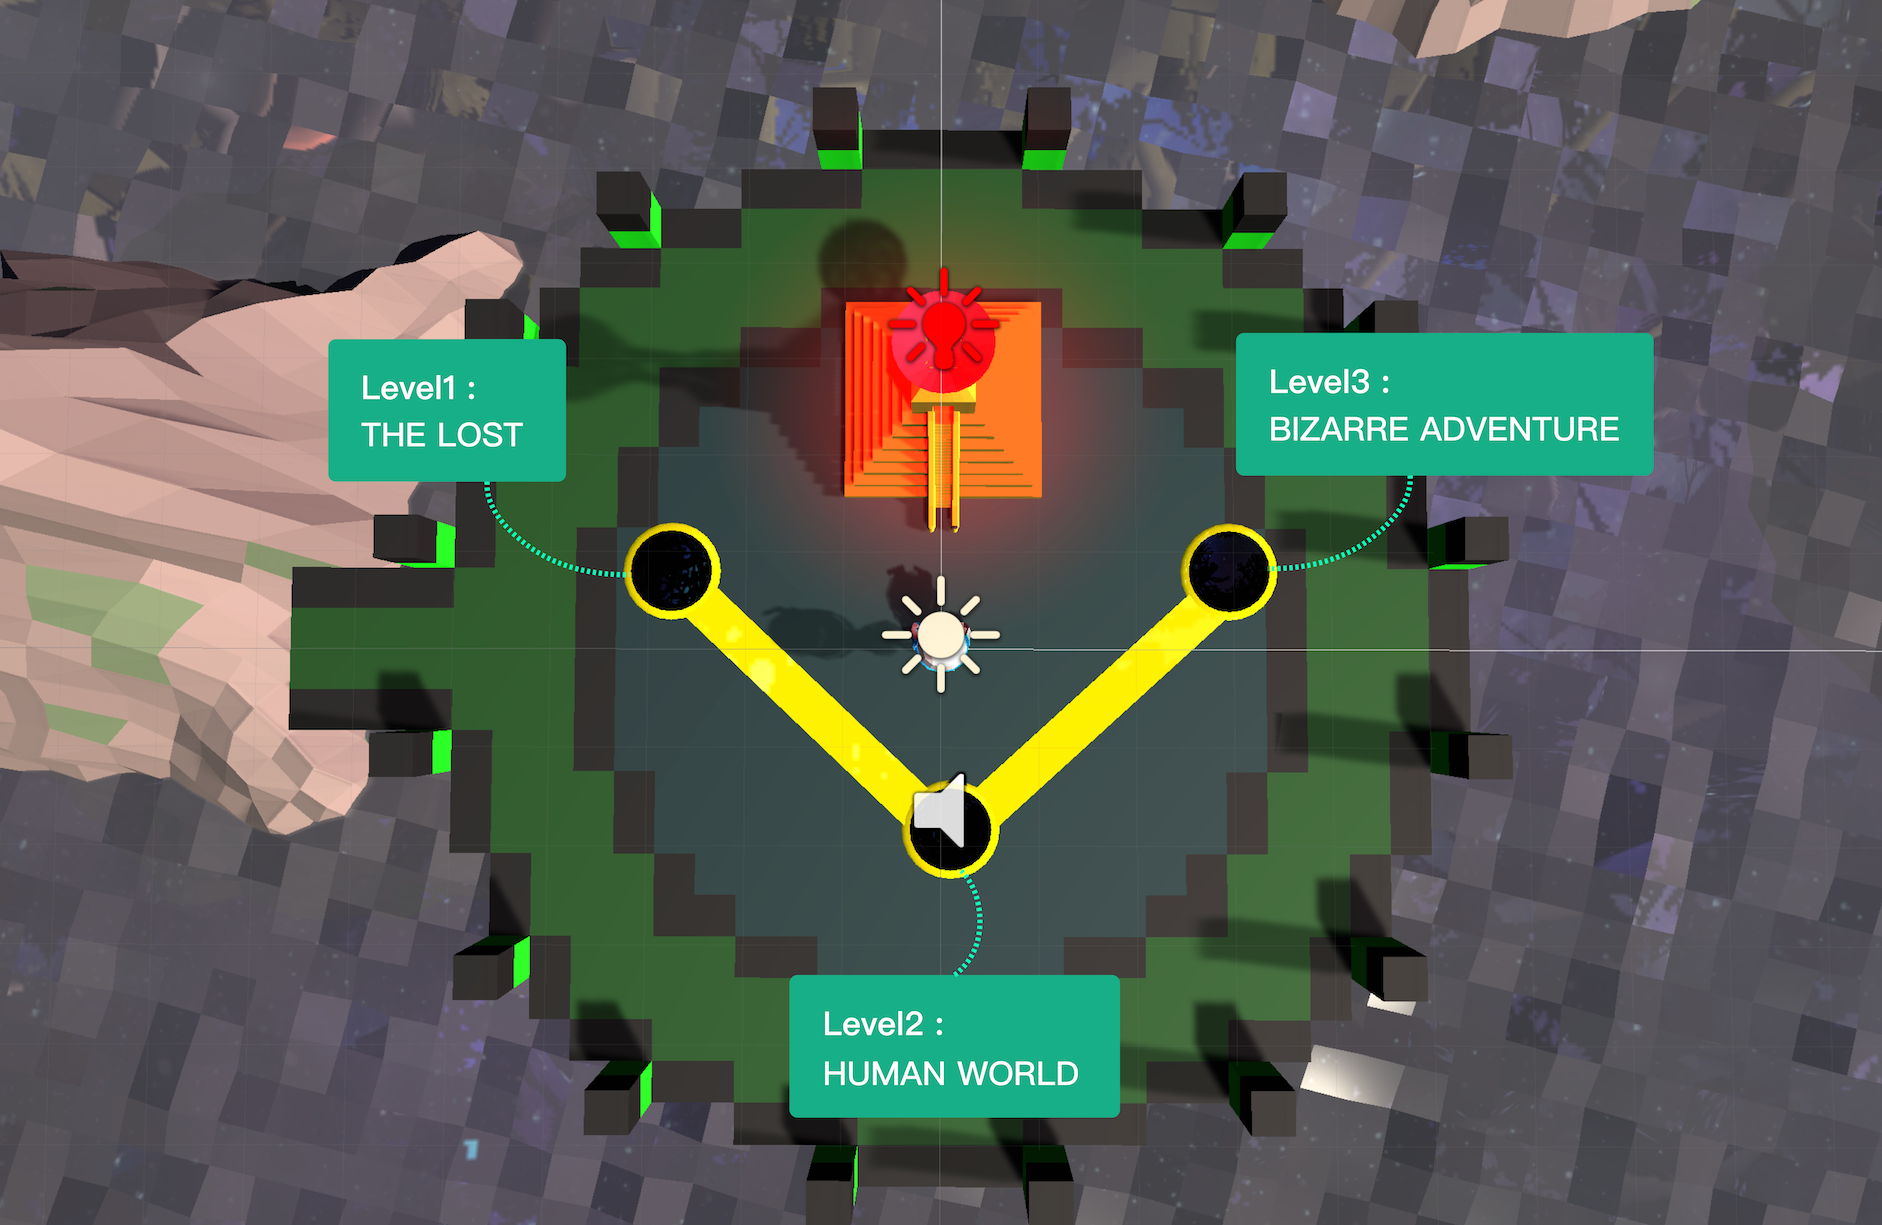 Level1 :
THE LOST
Level3 :
BIZARRE ADVENTURE
Level2 :
HUMAN WORLD